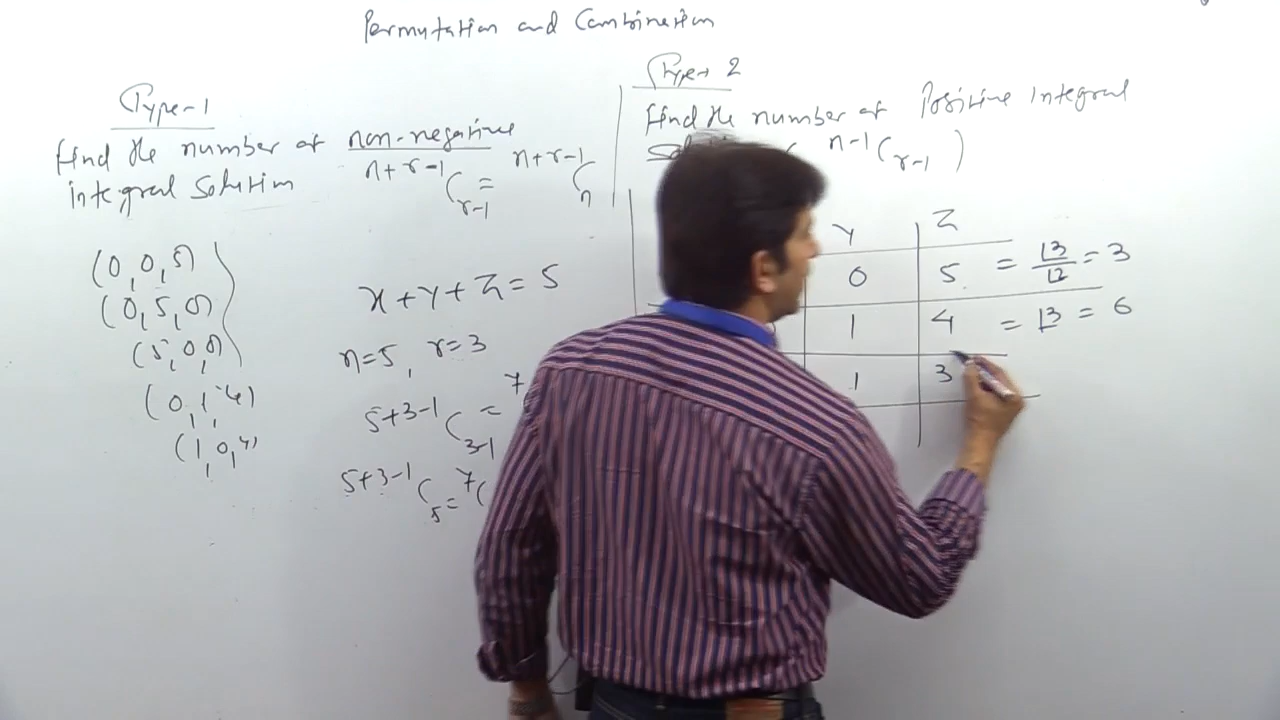 Permutation and Combination
Type-1
Find the number of non-negative
integral Solution n+r-1 C r-1 = n+r-1 C n
(0,0,5)
(0,5,0)
(5,0,0)
(0,1,4)
(1,0,4)
x+y+z=5
n=5, r=3
5+3-1 C 3-1 = 7
5+3-1 C 5 = 7C
Type-2
Find the number of Positive Integral
n-1 C r-1
Y Z
0 5 = |3/|2 = 3
1 4 = |3 = 6
1 3